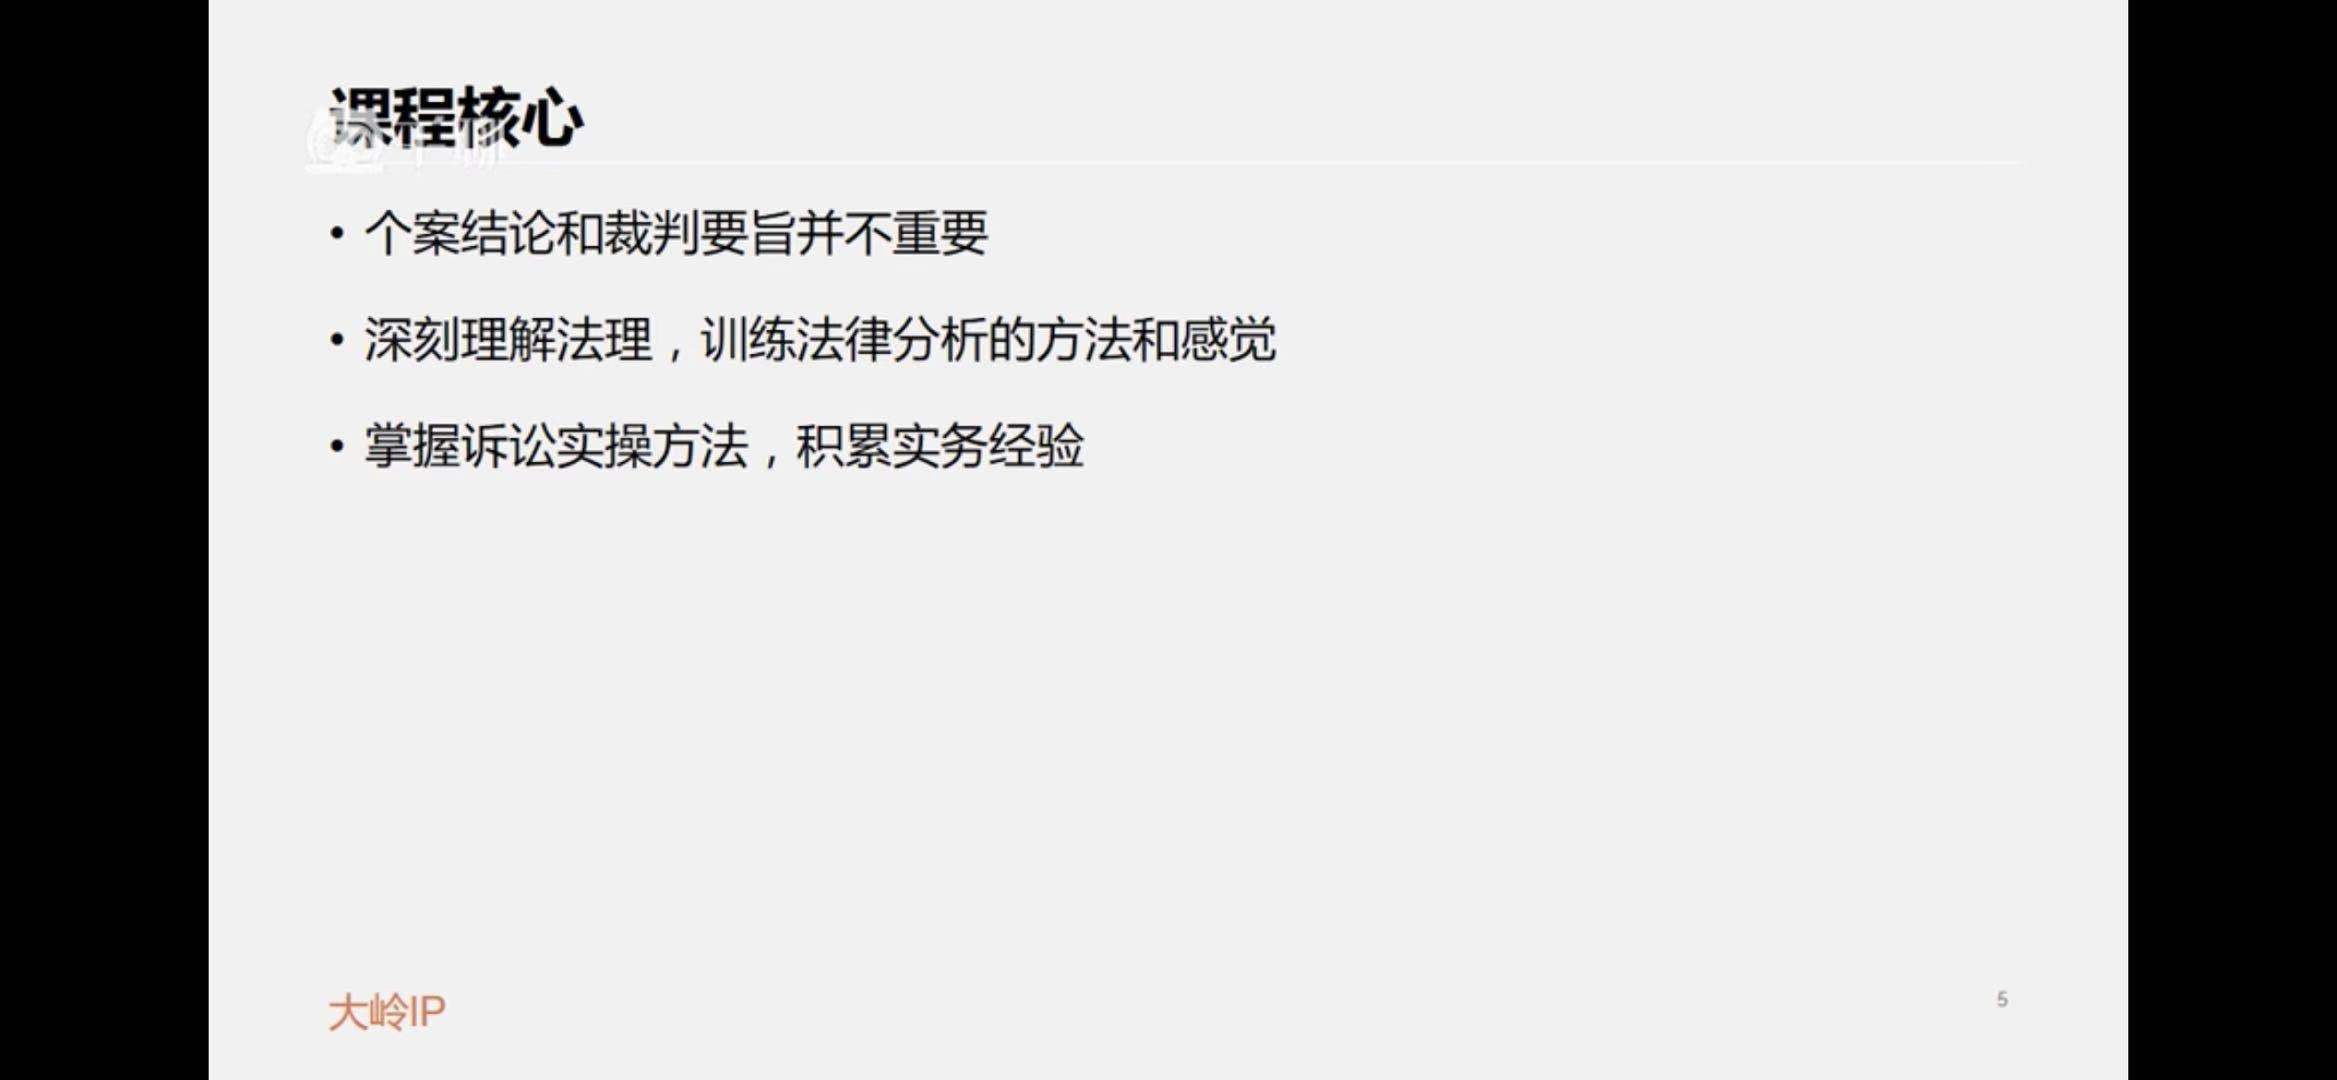 课程核心
• 个案结论和裁判要旨并不重要
• 深刻理解法理，训练法律分析的方法和感觉
• 掌握诉讼实操方法，积累实务经验
大岭IP
5